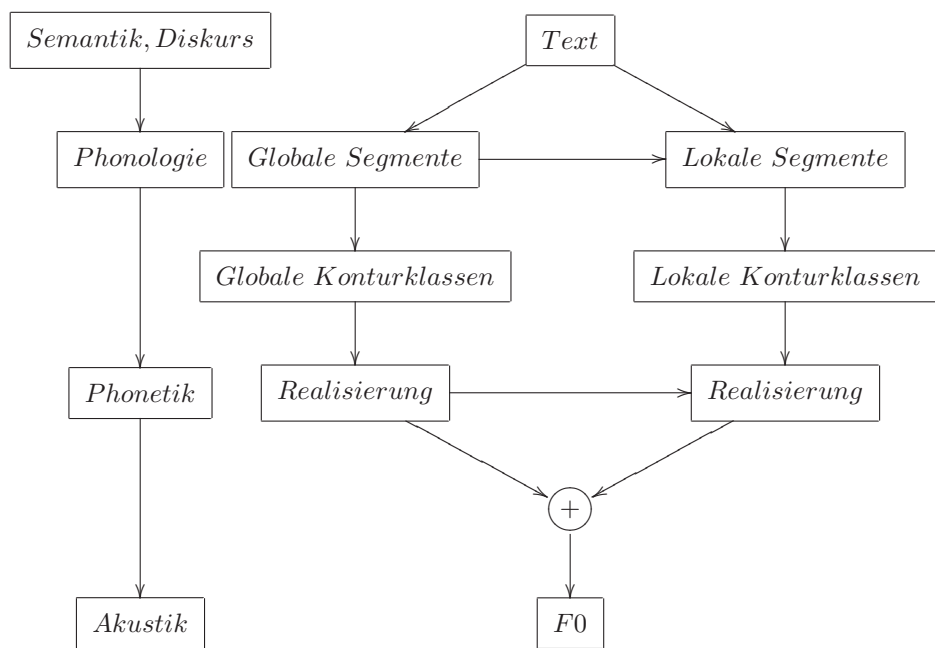 Semantik, Diskurs
Text
Phonologie
Globale Segmente
Lokale Segmente
Globale Konturklassen
Lokale Konturklassen
Phonetik
Realisierung
Realisierung
+
Akustik
F0